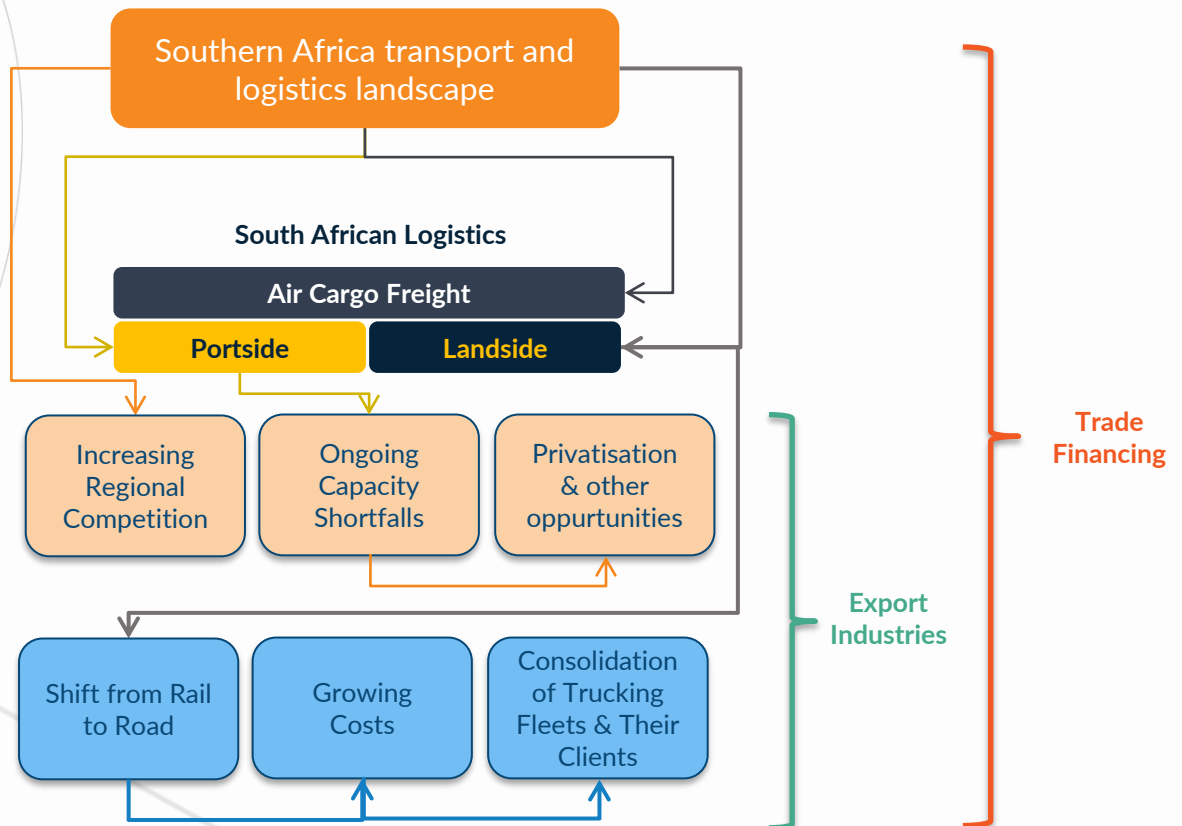 Southern Africa transport and
logistics landscape
South African Logistics
Air Cargo Freight
Portside
Landside
Increasing
Regional
Competition
Ongoing
Capacity
Shortfalls
Privatisation
& other
oppurtunities
Shift from Rail
to Road
Growing
Costs
Consolidation
of Trucking
Fleets & Their
Clients
Export
Industries
Trade
Financing